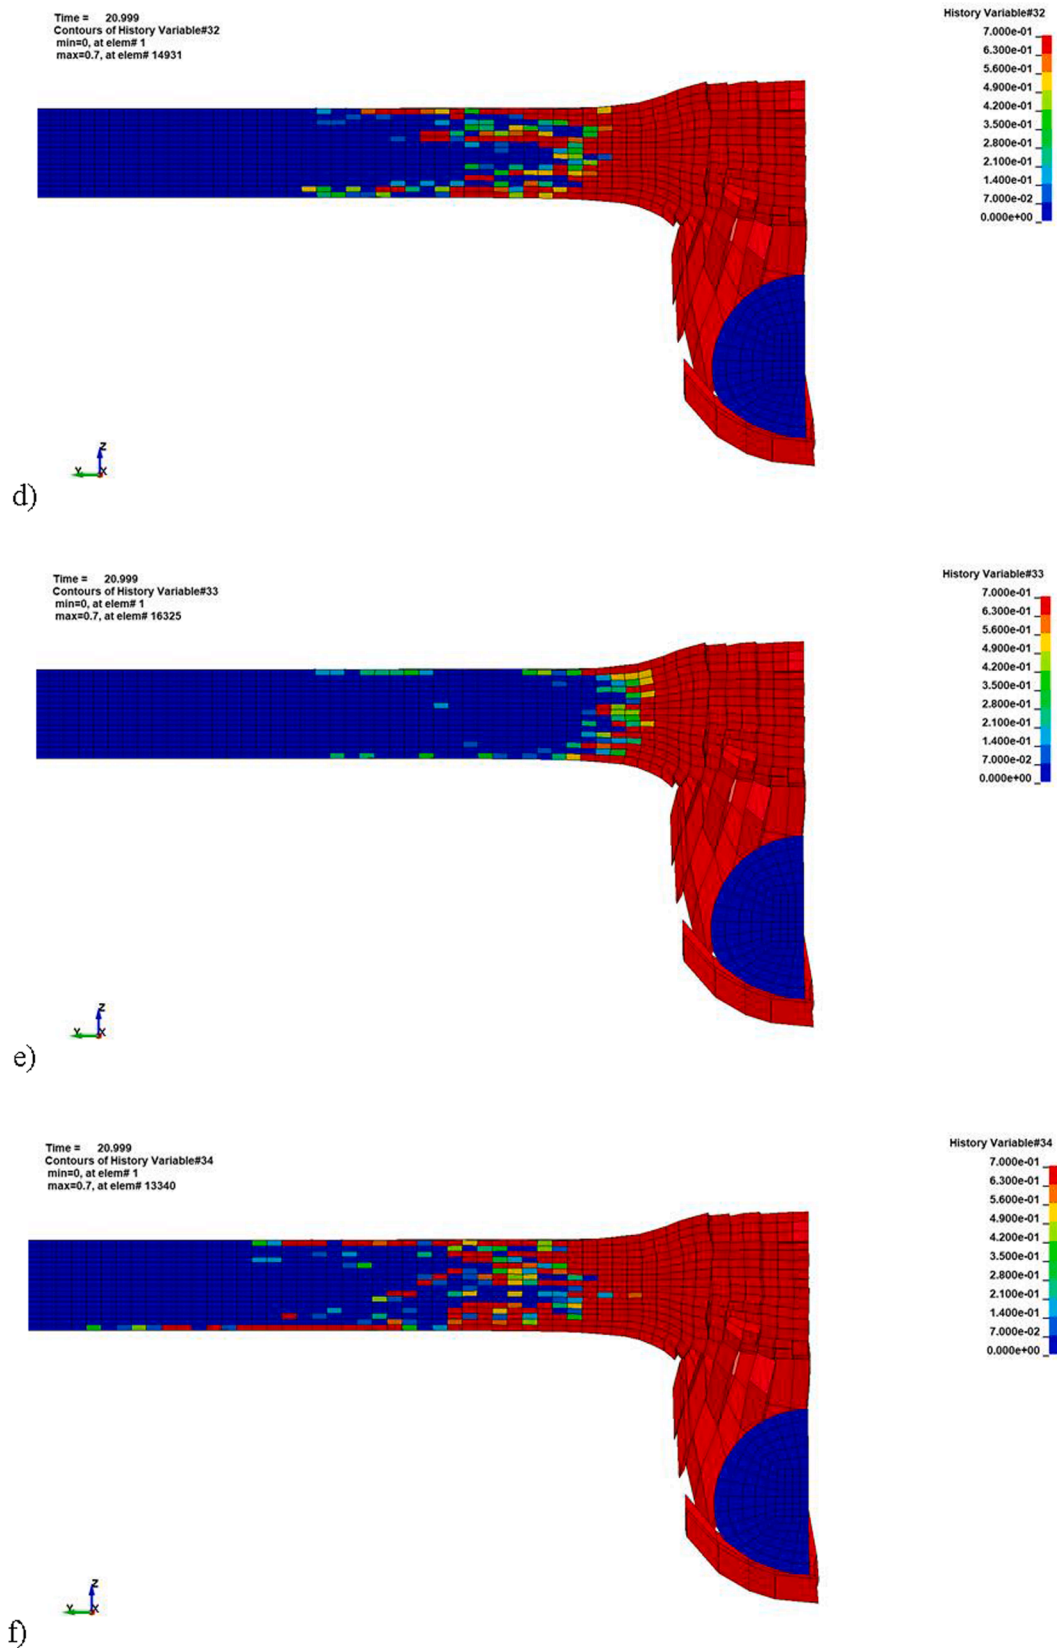 Time = 20.999
Contours of History Variable#32
min=0, at elem# 1
max=0.7, at elem# 14931
History Variable#32
7.000e-01
6.300e-01
5.600e-01
4.900e-01
4.200e-01
3.500e-01
2.800e-01
2.100e-01
1.400e-01
7.000e-02
0.000e+00
Z
Y X
d)
Time = 20.999
Contours of History Variable#33
min=0, at elem# 1
max=0.7, at elem# 16325
History Variable#33
7.000e-01
6.300e-01
5.600e-01
4.900e-01
4.200e-01
3.500e-01
2.800e-01
2.100e-01
1.400e-01
7.000e-02
0.000e+00
Z
Y X
e)
Time = 20.999
Contours of History Variable#34
min=0, at elem# 1
max=0.7, at elem# 13340
History Variable#34
7.000e-01
6.300e-01
5.600e-01
4.900e-01
4.200e-01
3.500e-01
2.800e-01
2.100e-01
1.400e-01
7.000e-02
0.000e+00
Z
Y X
f)